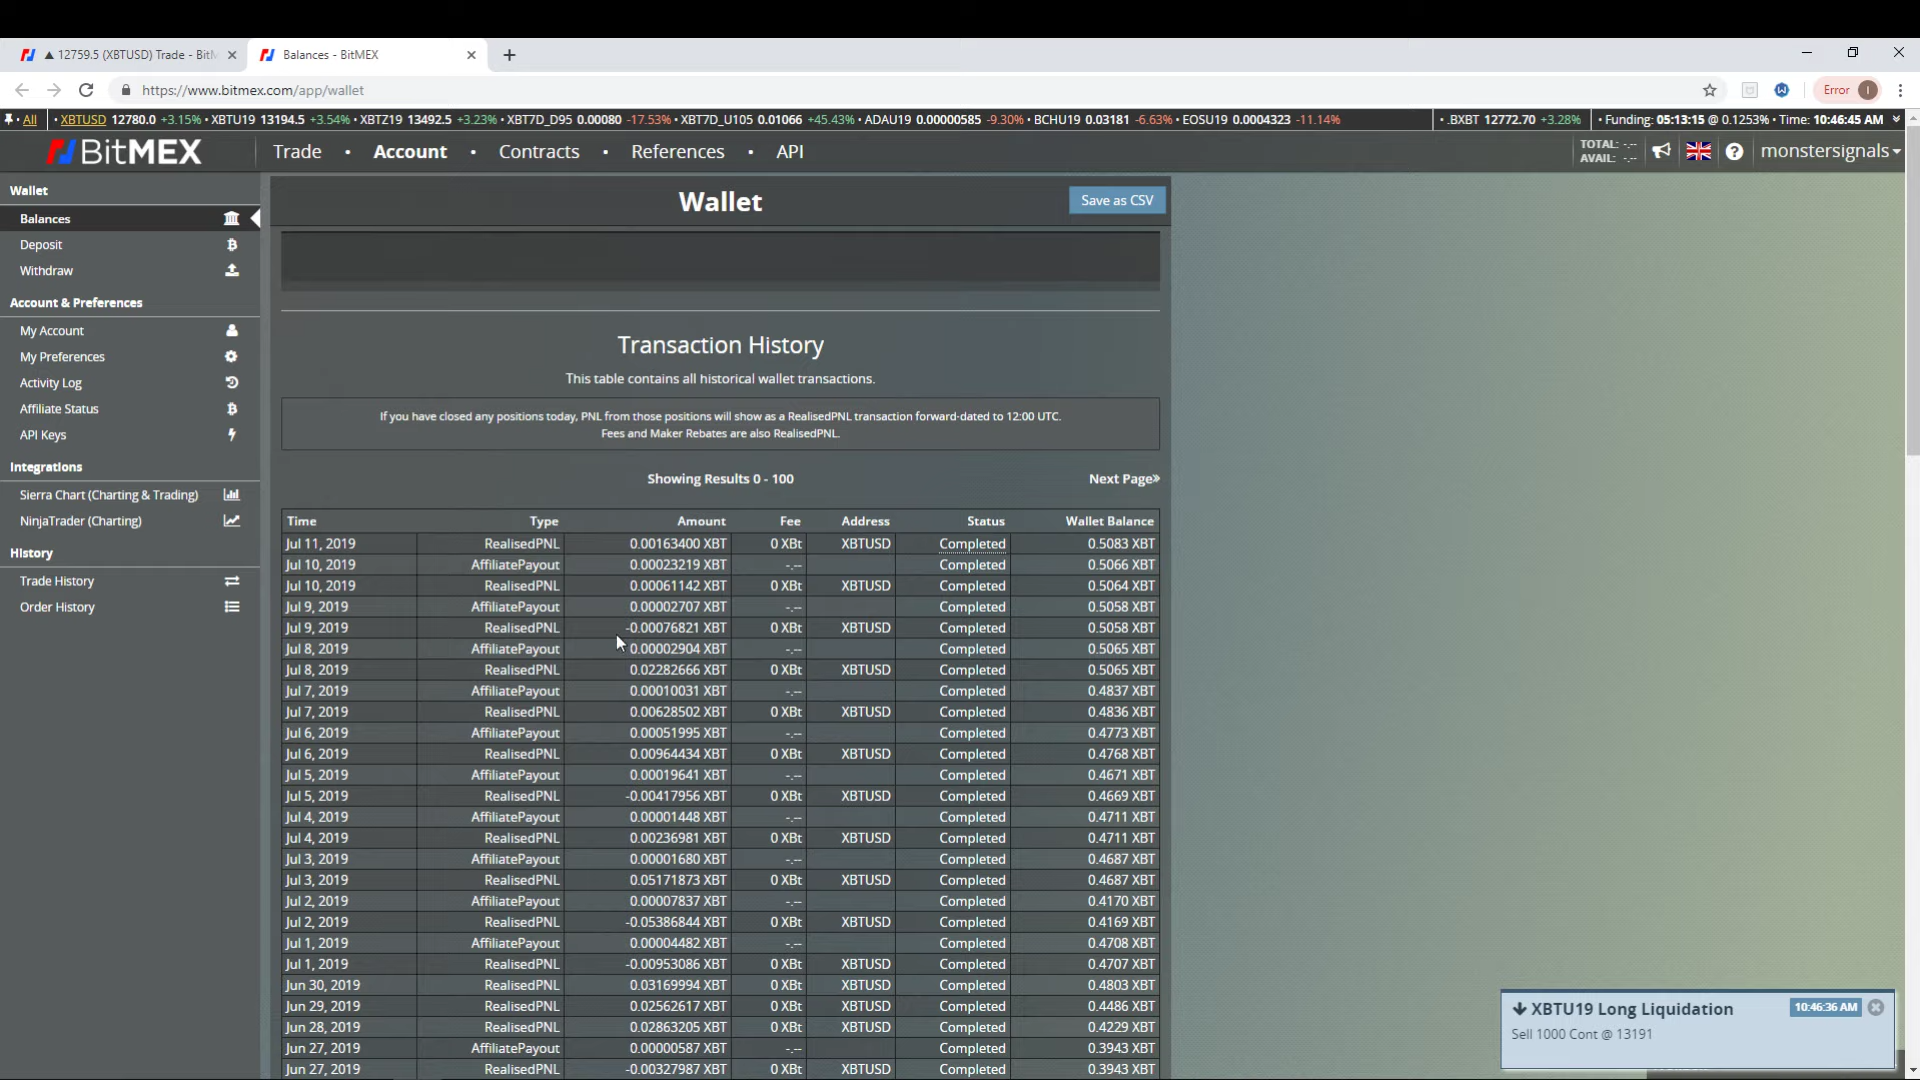 ▲ 12759.5 (XBTUSD) Trade - BitM
Balances - BitMEX
https://www.bitmex.com/app/wallet
Error I
All · XBTUSD 12780.0 +3.15% · XBTU19 13194.5 +3.54% · XBTZ19 13492.5 +3.23% · XBT7D_D95 0.00080 -17.53% · XBT7D_U105 0.01066 +45.43% · ADAU19 0.00000585 -9.30% · BCHU19 0.03181 -6.63% · EOSU19 0.0004323 -11.14% · .BXBT 12772.70 +3.28% · Funding: 05:13:15 @ 0.1253% · Time: 10:46:45 AM
BitMEX
Trade · Account · Contracts · References · API
TOTAL: -.--
AVAIL: -.--
monstersignals
Wallet
Balances
Deposit
Withdraw
Account & Preferences
My Account
My Preferences
Activity Log
Affiliate Status
API Keys
Integrations
Sierra Chart (Charting & Trading)
NinjaTrader (Charting)
History
Trade History
Order History
Wallet
Save as CSV
Transaction History
This table contains all historical wallet transactions.
If you have closed any positions today, PNL from those positions will show as a RealisedPNL transaction forward-dated to 12:00 UTC.
Fees and Maker Rebates are also RealisedPNL.
Showing Results 0 - 100
Next Page»
Time Type Amount Fee Address Status Wallet Balance
Jul 11, 2019 RealisedPNL 0.00163400 XBT 0 XBt XBTUSD Completed 0.5083 XBT
Jul 10, 2019 AffiliatePayout 0.00023219 XBT -.-- Completed 0.5066 XBT
Jul 10, 2019 RealisedPNL 0.00061142 XBT 0 XBt XBTUSD Completed 0.5064 XBT
Jul 9, 2019 AffiliatePayout 0.00002707 XBT -.-- Completed 0.5058 XBT
Jul 9, 2019 RealisedPNL -0.00076821 XBT 0 XBt XBTUSD Completed 0.5058 XBT
Jul 8, 2019 AffiliatePayout 0.00002904 XBT -.-- Completed 0.5065 XBT
Jul 8, 2019 RealisedPNL 0.02282666 XBT 0 XBt XBTUSD Completed 0.5065 XBT
Jul 7, 2019 AffiliatePayout 0.00010031 XBT -.-- Completed 0.4837 XBT
Jul 7, 2019 RealisedPNL 0.00628502 XBT 0 XBt XBTUSD Completed 0.4836 XBT
Jul 6, 2019 AffiliatePayout 0.00051995 XBT -.-- Completed 0.4773 XBT
Jul 6, 2019 RealisedPNL 0.00964434 XBT 0 XBt XBTUSD Completed 0.4768 XBT
Jul 5, 2019 AffiliatePayout 0.00019641 XBT -.-- Completed 0.4671 XBT
Jul 5, 2019 RealisedPNL -0.00417956 XBT 0 XBt XBTUSD Completed 0.4669 XBT
Jul 4, 2019 AffiliatePayout 0.00001448 XBT -.-- Completed 0.4711 XBT
Jul 4, 2019 RealisedPNL 0.00236981 XBT 0 XBt XBTUSD Completed 0.4711 XBT
Jul 3, 2019 AffiliatePayout 0.00001680 XBT -.-- Completed 0.4687 XBT
Jul 3, 2019 RealisedPNL 0.05171873 XBT 0 XBt XBTUSD Completed 0.4687 XBT
Jul 2, 2019 AffiliatePayout 0.00007837 XBT -.-- Completed 0.4170 XBT
Jul 2, 2019 RealisedPNL -0.05386844 XBT 0 XBt XBTUSD Completed 0.4169 XBT
Jul 1, 2019 AffiliatePayout 0.00004482 XBT -.-- Completed 0.4708 XBT
Jul 1, 2019 RealisedPNL -0.00953086 XBT 0 XBt XBTUSD Completed 0.4707 XBT
Jun 30, 2019 RealisedPNL 0.03169994 XBT 0 XBt XBTUSD Completed 0.4803 XBT
Jun 29, 2019 RealisedPNL 0.02562617 XBT 0 XBt XBTUSD Completed 0.4486 XBT
Jun 28, 2019 RealisedPNL 0.02863205 XBT 0 XBt XBTUSD Completed 0.4229 XBT
Jun 27, 2019 AffiliatePayout 0.00000587 XBT -.-- Completed 0.3943 XBT
Jun 27, 2019 RealisedPNL -0.00327987 XBT 0 XBt XBTUSD Completed 0.3943 XBT
XBTU19 Long Liquidation 10:46:36 AM
Sell 1000 Cont @ 13191